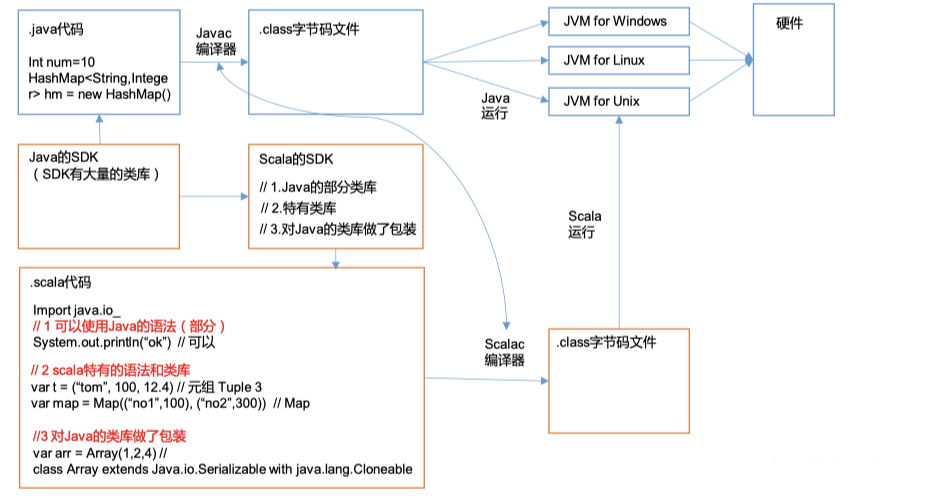 .java代码
Int num=10
HashMap<String,Intege
r> hm = new HashMap()
Javac
编译器
.class字节码文件
JVM for Windows
JVM for Linux
JVM for Unix
硬件
Java
运行
Java的SDK
（SDK有大量的类库）
Scala的SDK
// 1.Java的部分类库
// 2.特有类库
// 3.对Java的类库做了包装
Scala
运行
.scala代码
Import java.io_
// 1 可以使用Java的语法（部分）
System.out.println(“ok”) // 可以
// 2 scala特有的语法和类库
var t = (“tom”, 100, 12.4) // 元组 Tuple 3
var map = Map((“no1”,100), (“no2”,300)) // Map
//3 对Java的类库做了包装
var arr = Array(1,2,4) //
class Array extends Java.io.Serializable with java.lang.Cloneable
Scalac
编译器
.class字节码文件